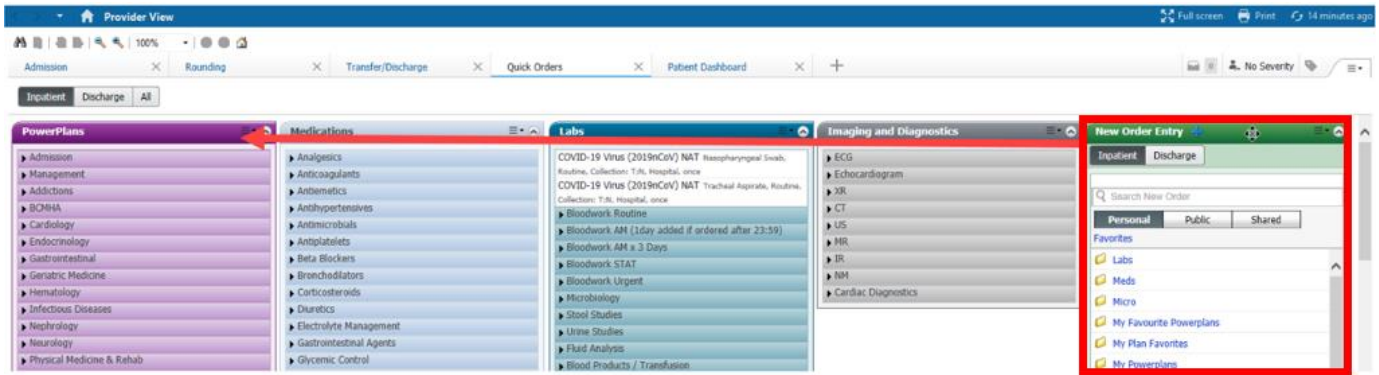 Provider View
Full screen Print 14 minutes ago
100%
Admission Rounding Transfer/Discharge Quick Orders Patient Dashboard
0 No Severity
Inpatient Discharge All
PowerPlans
Admission
Management
Addictions
BCMHA
Cardiology
Endocrinology
Gastrointestinal
Geriatric Medicine
Hematology
Infectious Diseases
Nephrology
Neurology
Physical Medicine & Rehab
Medications
Analgesics
Anticoagulants
Antiemetics
Antihypertensives
Antimicrobials
Antiplatelets
Beta Blockers
Bronchodilators
Corticosteroids
Diuretics
Electrolyte Management
Gastrointestinal Agents
Glycemic Control
Labs
COVID-19 Virus (2019nCoV) NAT Nasopharyngeal Swab,
Routine, Collection: T;N, Hospital, once
COVID-19 Virus (2019nCoV) NAT Tracheal Aspirate, Routine,
Collection: T;N, Hospital, once
Bloodwork Routine
Bloodwork AM (1day added if ordered after 23:59)
Bloodwork AM x 3 Days
Bloodwork STAT
Bloodwork Urgent
Microbiology
Stool Studies
Urine Studies
Fluid Analysis
Blood Products / Transfusion
Imaging and Diagnostics
ECG
Echocardiogram
XR
CT
US
MR
IR
NM
Cardiac Diagnostics
New Order Entry
Inpatient Discharge
Search New Order
Personal Public Shared
Favorites
Labs
Meds
Micro
My Favourite Powerplans
My Plan Favorites
My Powerplans